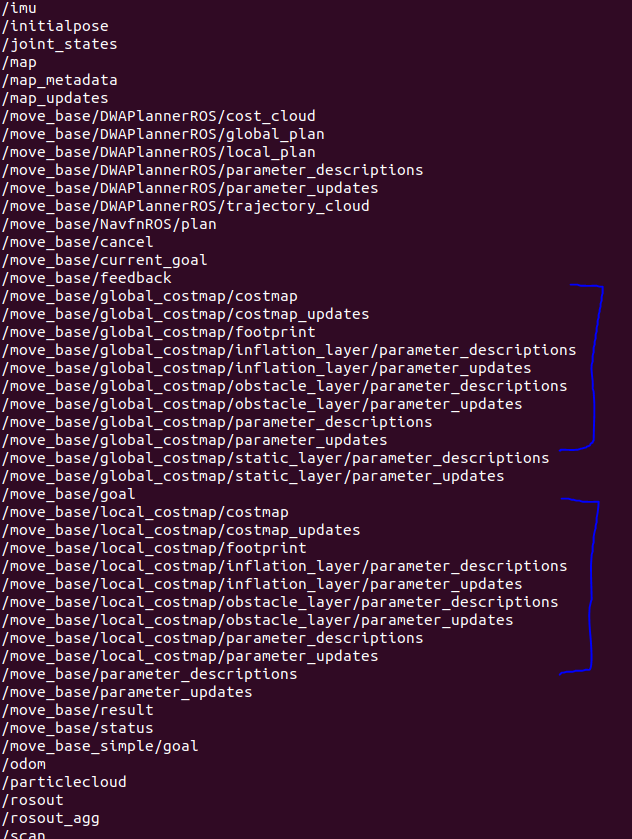 /imu
/initialpose
/joint_states
/map
/map_metadata
/map_updates
/move_base/DWAPlannerROS/cost_cloud
/move_base/DWAPlannerROS/global_plan
/move_base/DWAPlannerROS/local_plan
/move_base/DWAPlannerROS/parameter_descriptions
/move_base/DWAPlannerROS/parameter_updates
/move_base/DWAPlannerROS/trajectory_cloud
/move_base/NavfnROS/plan
/move_base/cancel
/move_base/current_goal
/move_base/feedback
/move_base/global_costmap/costmap
/move_base/global_costmap/costmap_updates
/move_base/global_costmap/footprint
/move_base/global_costmap/inflation_layer/parameter_descriptions
/move_base/global_costmap/inflation_layer/parameter_updates
/move_base/global_costmap/obstacle_layer/parameter_descriptions
/move_base/global_costmap/obstacle_layer/parameter_updates
/move_base/global_costmap/parameter_descriptions
/move_base/global_costmap/parameter_updates
/move_base/global_costmap/static_layer/parameter_descriptions
/move_base/global_costmap/static_layer/parameter_updates
/move_base/goal
/move_base/local_costmap/costmap
/move_base/local_costmap/costmap_updates
/move_base/local_costmap/footprint
/move_base/local_costmap/inflation_layer/parameter_descriptions
/move_base/local_costmap/inflation_layer/parameter_updates
/move_base/local_costmap/obstacle_layer/parameter_descriptions
/move_base/local_costmap/obstacle_layer/parameter_updates
/move_base/local_costmap/parameter_descriptions
/move_base/local_costmap/parameter_updates
/move_base/parameter_descriptions
/move_base/parameter_updates
/move_base/result
/move_base/status
/move_base_simple/goal
/odom
/particlecloud
/rosout
/rosout_agg
/scan